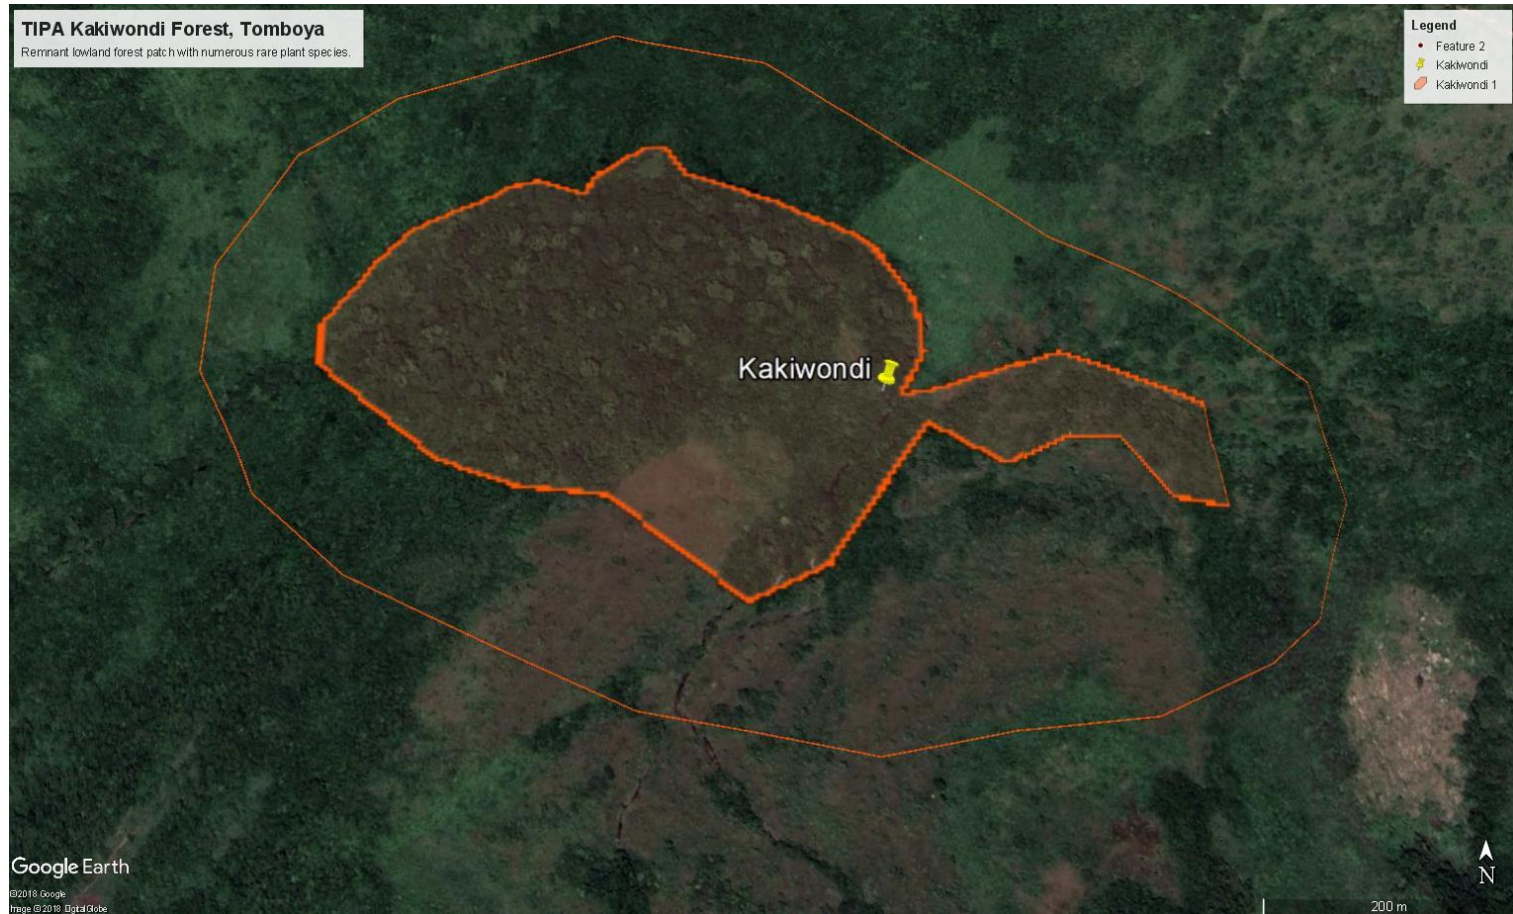 TIPA Kakiwondi Forest, Tomboya
Remnant lowland forest patch with numerous rare plant species.
Legend
Feature 2
Kakiwondi
Kakiwondi 1
Kakiwondi
Google Earth
©2018 Google
Image © 2018 DigitalGlobe
N
200 m